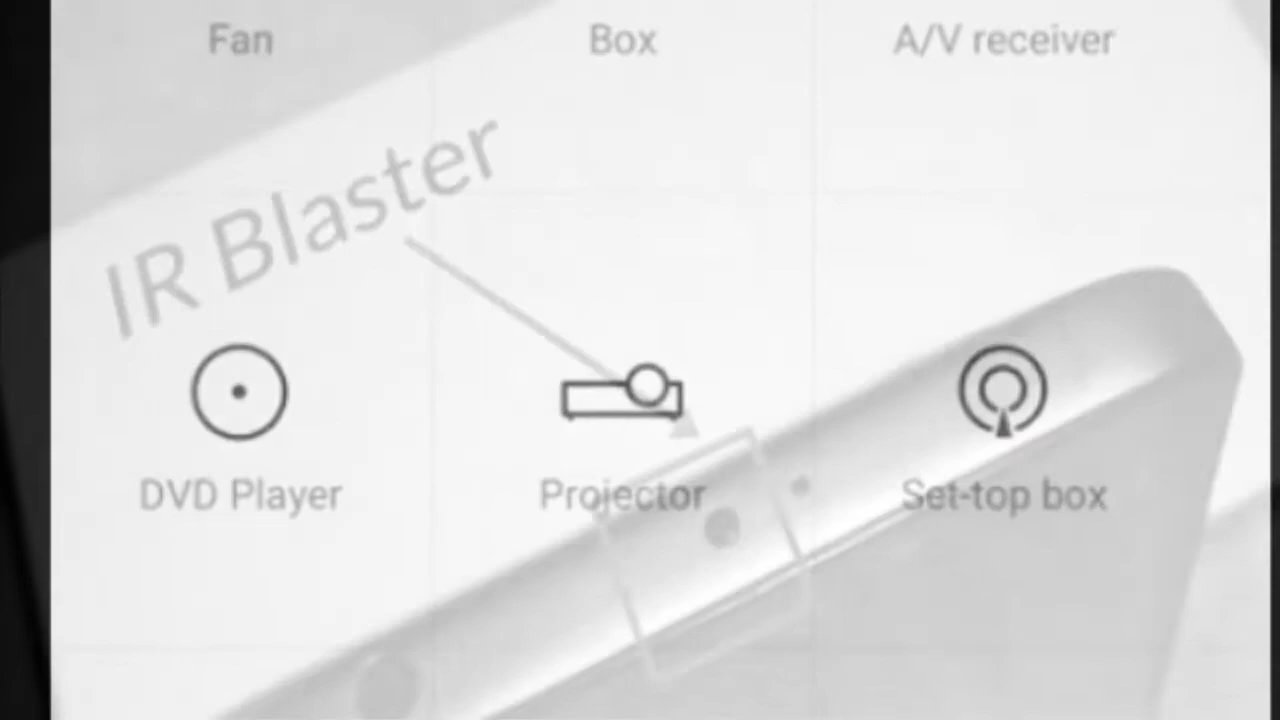 Fan
Box
A/V receiver
IR Blaster
DVD Player
Projector
Set-top box